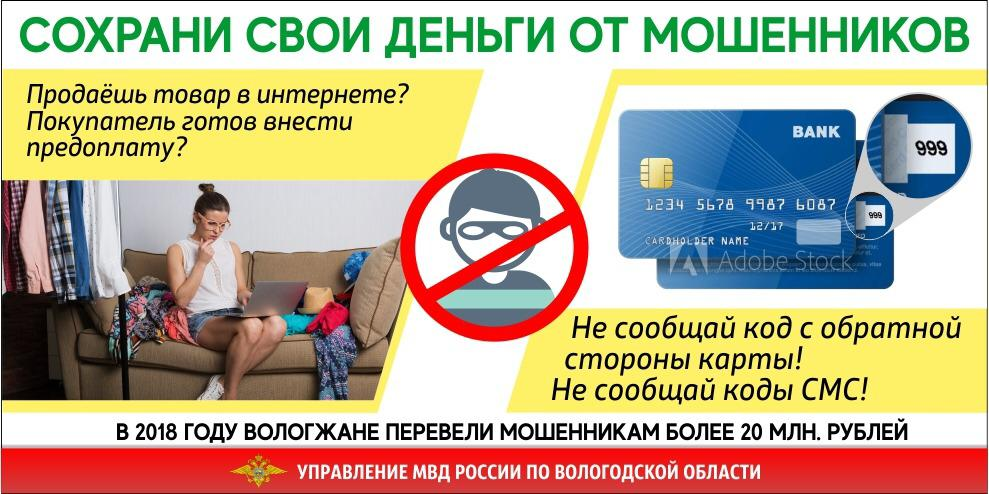 СОХРАНИ СВОИ ДЕНЬГИ ОТ МОШЕННИКОВ
Продаёшь товар в интернете?
Покупатель готов внести
предоплату?
BANK
999
1234 5678 9987 6087
999
12/17
CARDHOLDER NAME
Adobe Stock
Не сообщай код с обратной
стороны карты!
Не сообщай коды СМС!
В 2018 ГОДУ ВОЛОГЖАНЕ ПЕРЕВЕЛИ МОШЕННИКАМ БОЛЕЕ 20 МЛН. РУБЛЕЙ
УПРАВЛЕНИЕ МВД РОССИИ ПО ВОЛОГОДСКОЙ ОБЛАСТИ